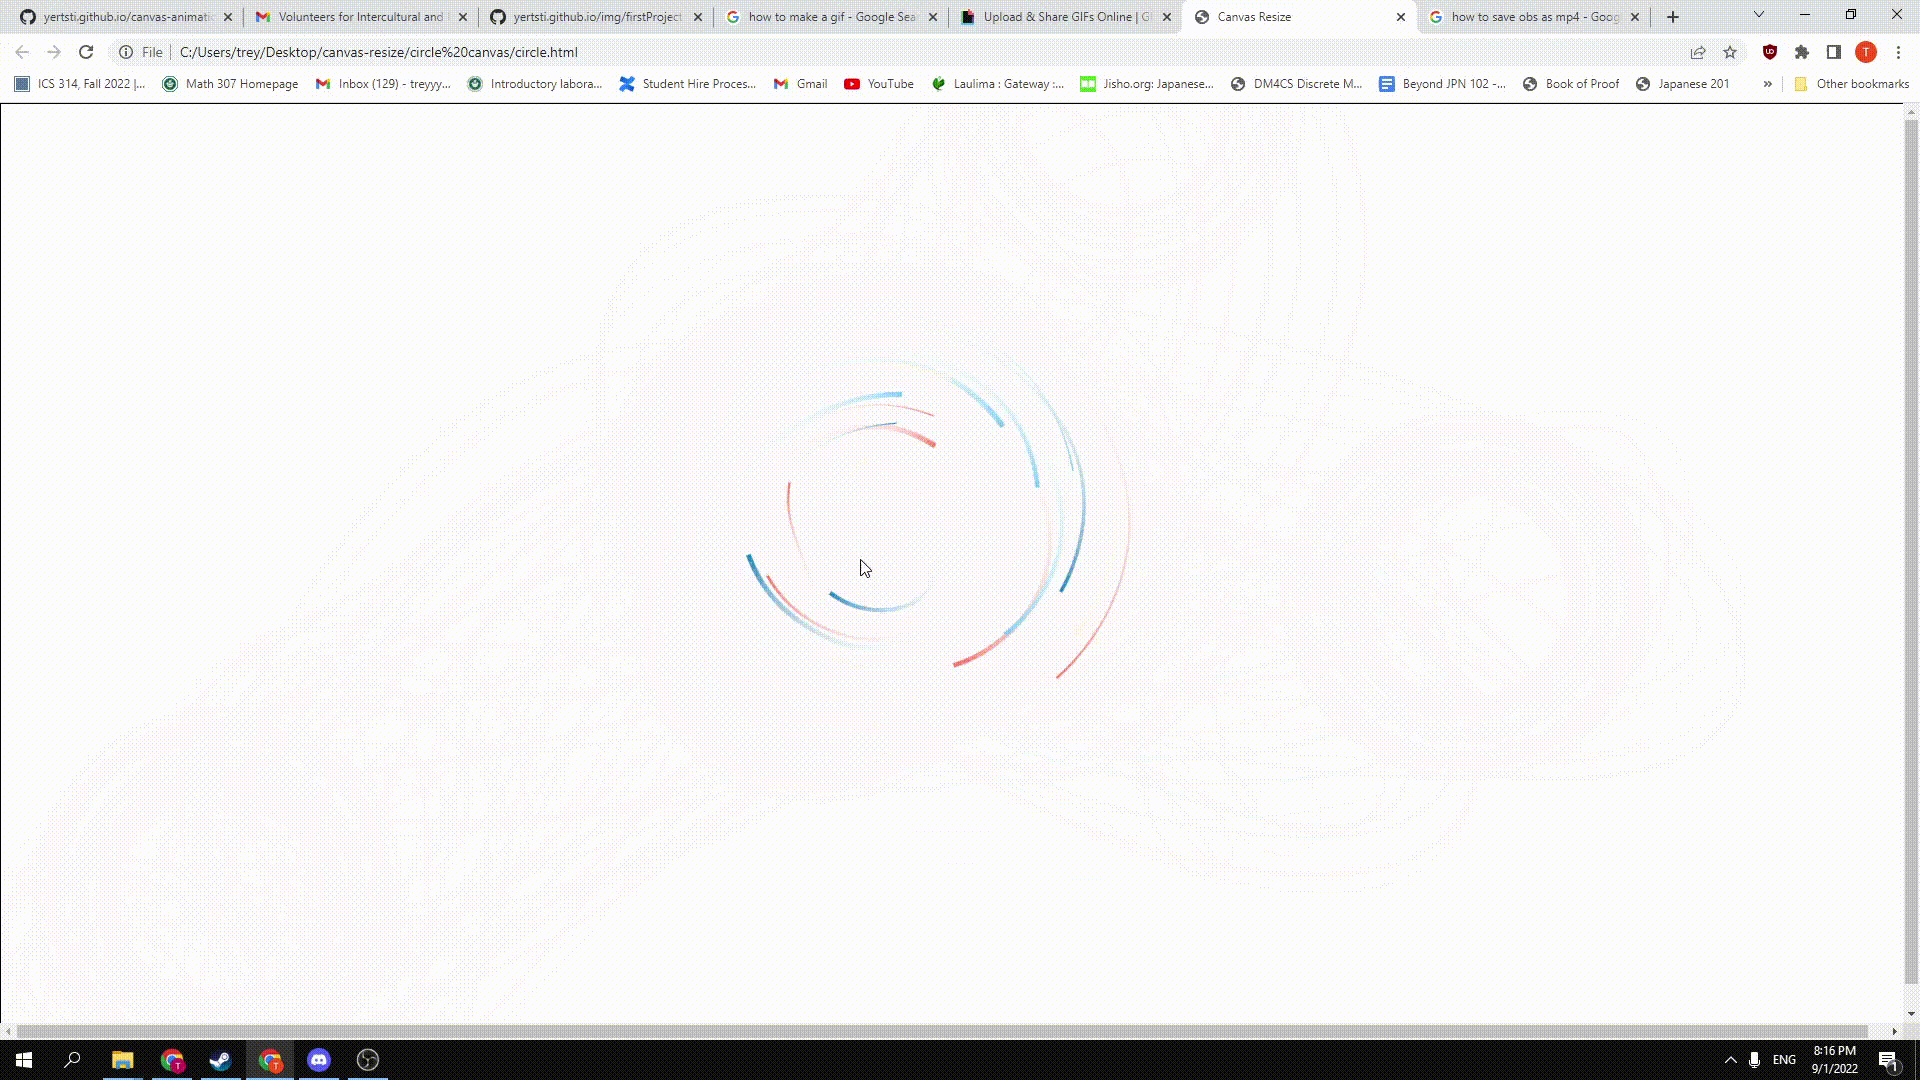 yertsti.github.io/canvas-animatic
Volunteers for Intercultural and
yertsti.github.io/img/firstProject
how to make a gif - Google Sea
Upload & Share GIFs Online | G
Canvas Resize
how to save obs as mp4 - Goog
File
C:/Users/trey/Desktop/canvas-resize/circle%20canvas/circle.html
T
ICS 314, Fall 2022 |...
Math 307 Homepage
Inbox (129) - treyyy...
Introductory labora...
Student Hire Proces...
Gmail
YouTube
Laulima : Gateway :...
Jisho.org: Japanese...
DM4CS Discrete M...
Beyond JPN 102 -...
Book of Proof
Japanese 201
»
Other bookmarks
ENG
8:16 PM
9/1/2022
1